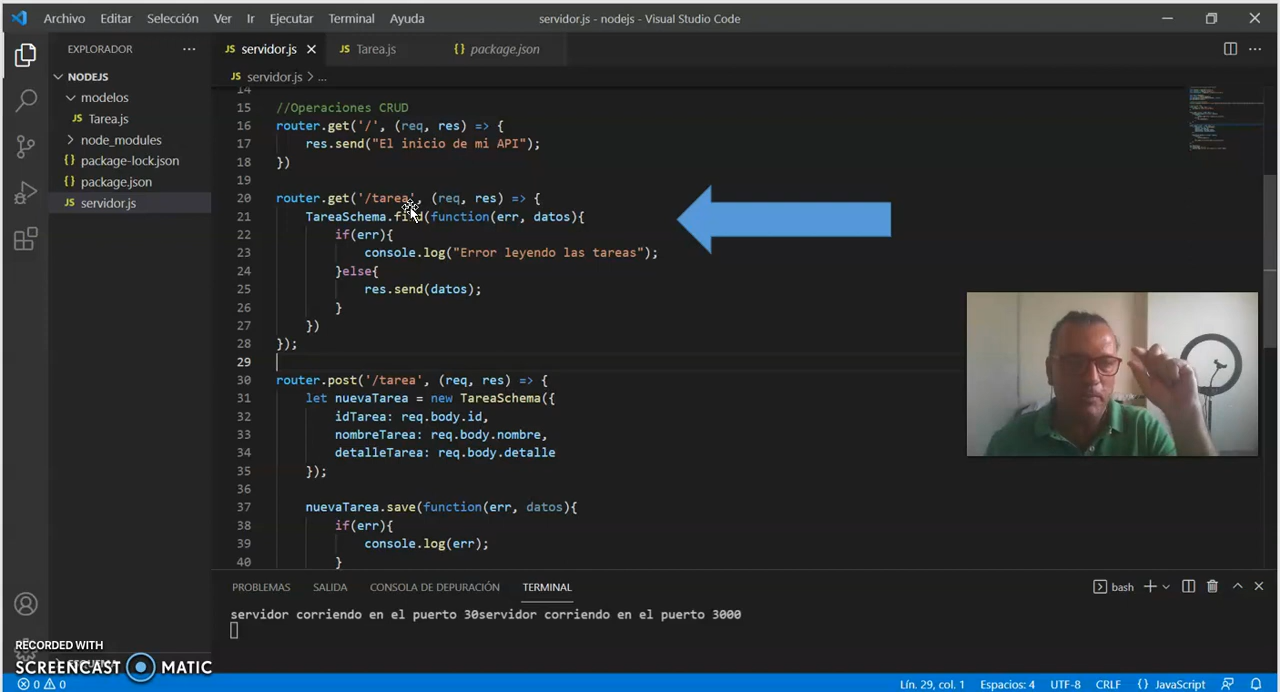 Archivo Editar Selección Ver Ir Ejecutar Terminal Ayuda
servidor.js - nodejs - Visual Studio Code
EXPLORADOR
NODEJS
modelos
JS Tarea.js
node_modules
{} package-lock.json
{} package.json
JS servidor.js
JS servidor.js
JS Tarea.js
{} package.json
JS servidor.js > ...
14
15 //Operaciones CRUD
16 router.get('/', (req, res) => {
17 res.send("El inicio de mi API");
18 })
19
20 router.get('/tarea', (req, res) => {
21 TareaSchema.find(function(err, datos){
22 if(err){
23 console.log("Error leyendo las tareas");
24 }else{
25 res.send(datos);
26 }
27 })
28 });
29
30 router.post('/tarea', (req, res) => {
31 let nuevaTarea = new TareaSchema({
32 idTarea: req.body.id,
33 nombreTarea: req.body.nombre,
34 detalleTarea: req.body.detalle
35 });
36
37 nuevaTarea.save(function(err, datos){
38 if(err){
39 console.log(err);
40 }
PROBLEMAS SALIDA CONSOLA DE DEPURACIÓN TERMINAL
bash
servidor corriendo en el puerto 30servidor corriendo en el puerto 3000
RECORDED WITH
SCREENCAST MATIC
0 0
Lín. 29, col. 1 Espacios: 4 UTF-8 CRLF {} JavaScript